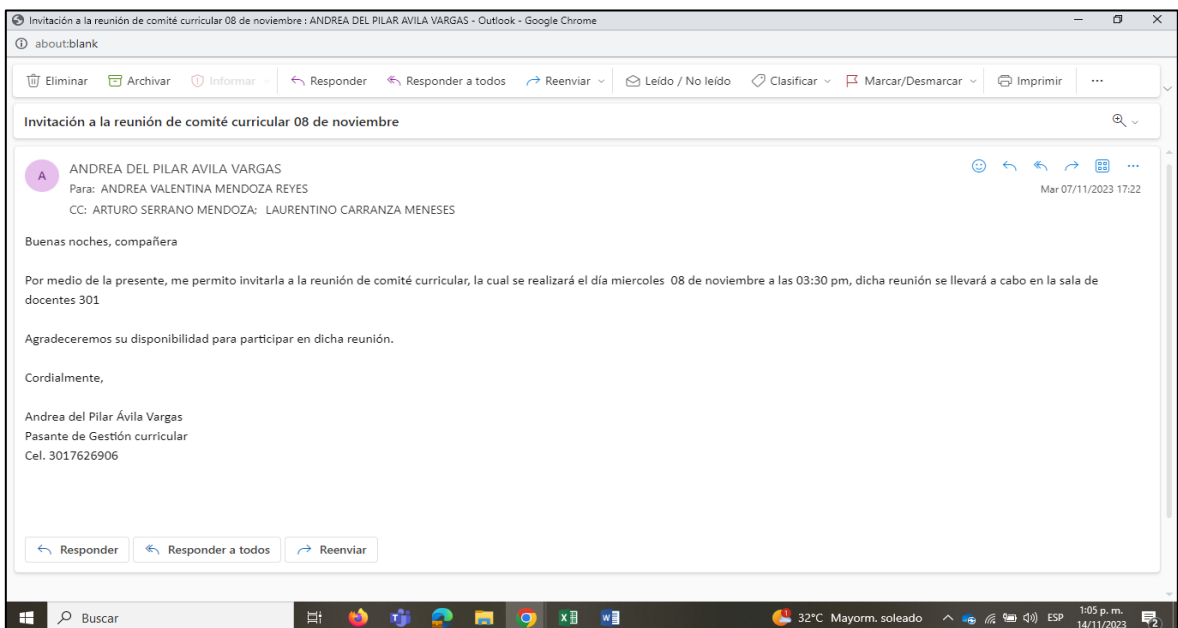 Invitación a la reunión de comité curricular 08 de noviembre : ANDREA DEL PILAR AVILA VARGAS - Outlook - Google Chrome
about:blank
Eliminar Archivar Informar Responder Responder a todos Reenviar Leído / No leído Clasificar Marcar/Desmarcar Imprimir ...
Invitación a la reunión de comité curricular 08 de noviembre
A
ANDREA DEL PILAR AVILA VARGAS
Para: ANDREA VALENTINA MENDOZA REYES
Mar 07/11/2023 17:22
CC: ARTURO SERRANO MENDOZA; LAURENTINO CARRANZA MENESES
Buenas noches, compañera
Por medio de la presente, me permito invitarla a la reunión de comité curricular, la cual se realizará el día miercoles 08 de noviembre a las 03:30 pm, dicha reunión se llevará a cabo en la sala de
docentes 301
Agradeceremos su disponibilidad para participar en dicha reunión.
Cordialmente,
Andrea del Pilar Ávila Vargas
Pasante de Gestión curricular
Cel. 3017626906
Responder Responder a todos Reenviar
Buscar 32°C Mayorm. soleado ESP 1:05 p. m.
14/11/2023 2